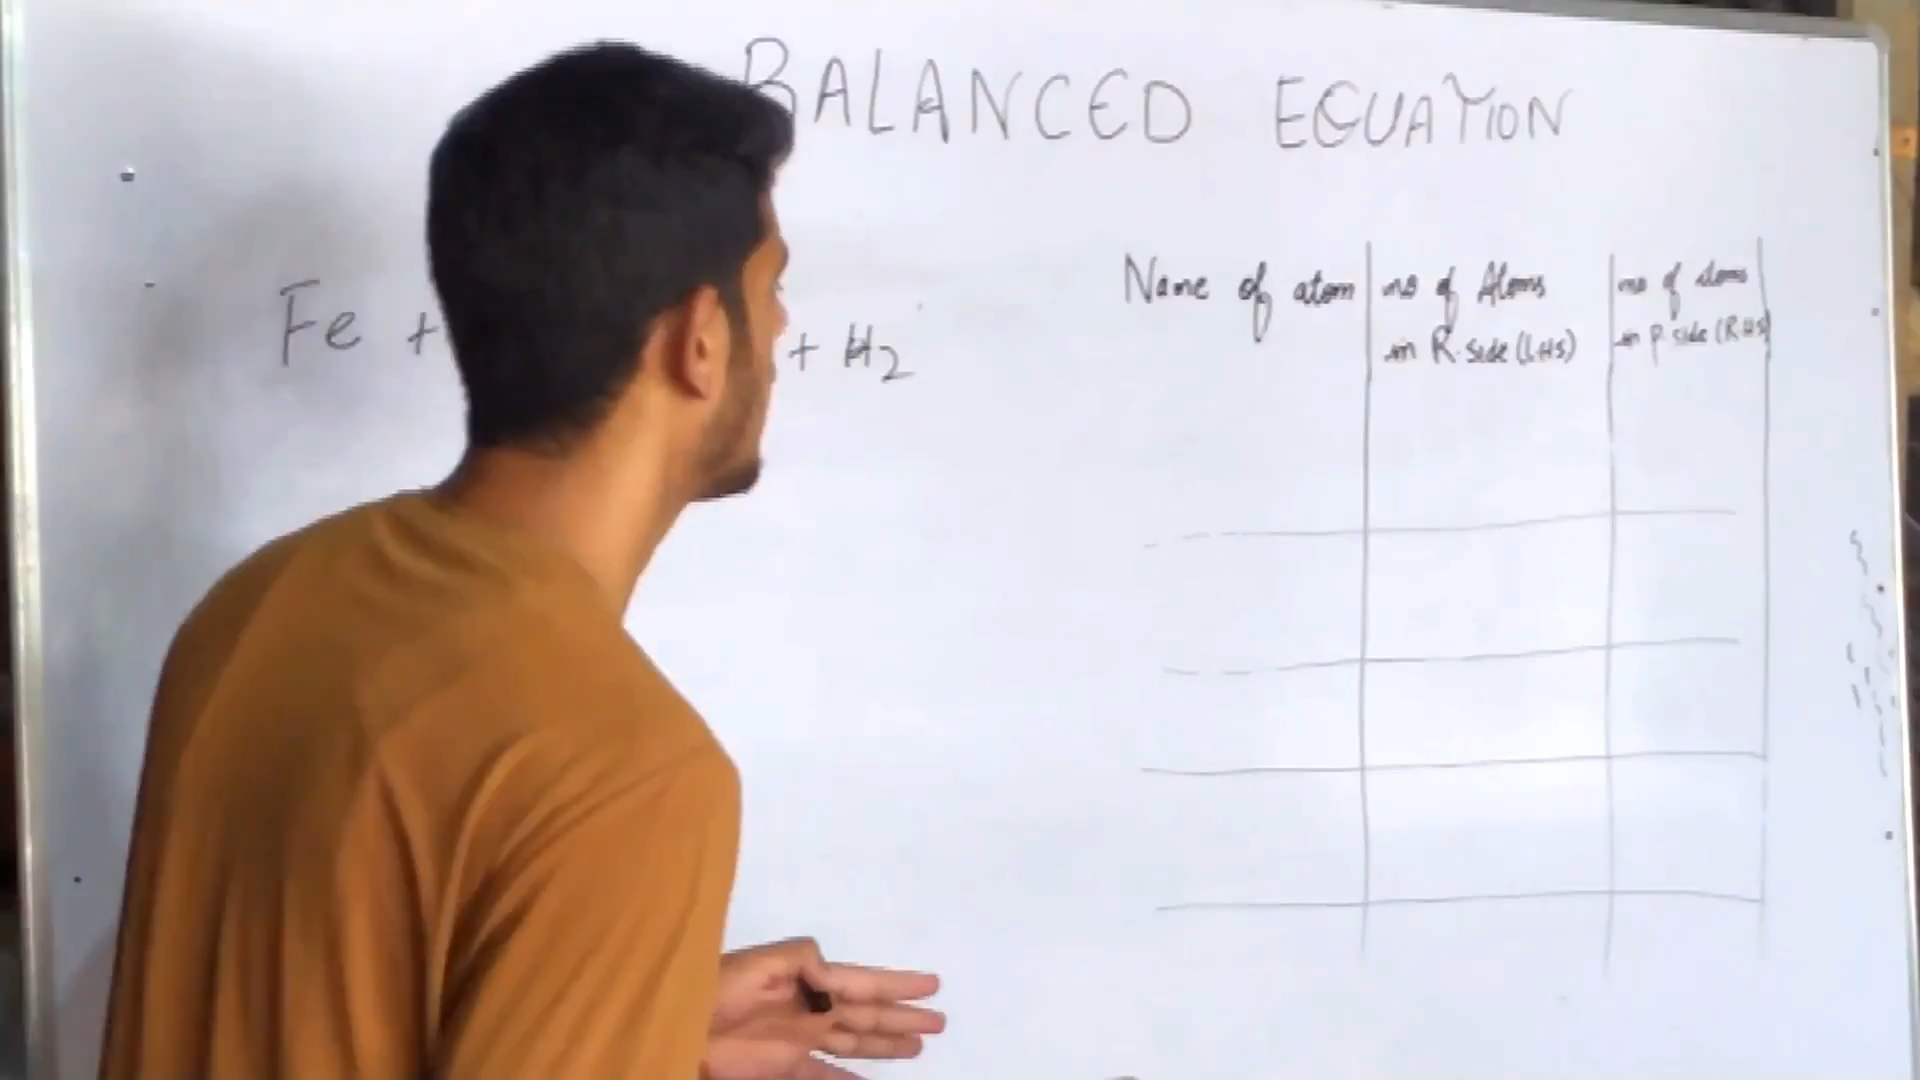 BALANCED EQUATION
Fe +
+ H2
Name of atom
no of Atoms
in R. Side (LHS)
no of atoms
in P. side (RHS)